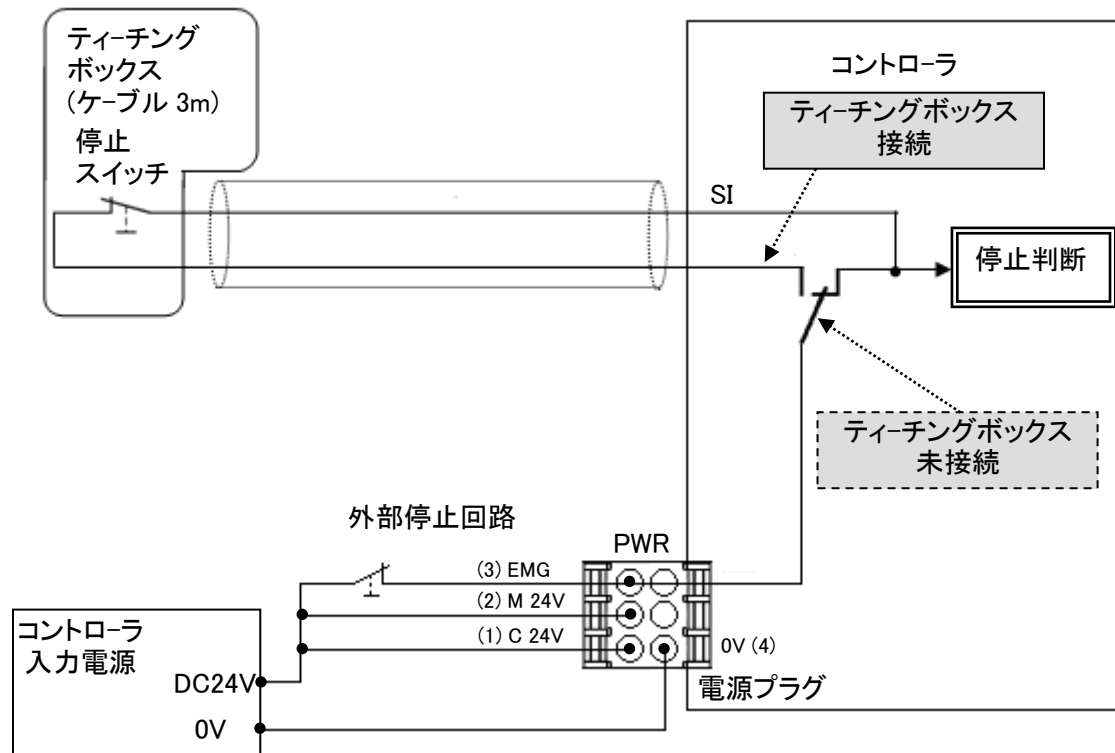 ティーチング
ボックス
(ケーブル 3m)
停止
スイッチ
コントローラ
ティーチングボックス
接続
SI
停止判断
ティーチングボックス
未接続
外部停止回路
PWR
(3) EMG
(2) M 24V
(1) C 24V
0V (4)
電源プラグ
コントローラ
入力電源
DC24V
0V